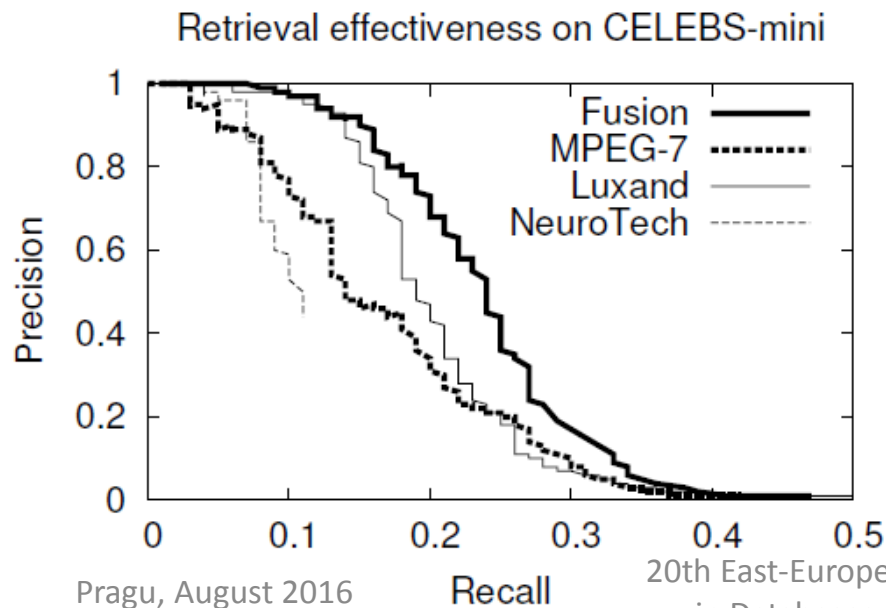 Retrieval effectiveness on CELEBS-mini
1
0.8
0.6
0.4
0.2
0
Precision
Fusion
MPEG-7
Luxand
NeuroTech
0 0.1 0.2 0.3 0.4 0.5
Recall
Pragu, August 2016
20th East-Europe